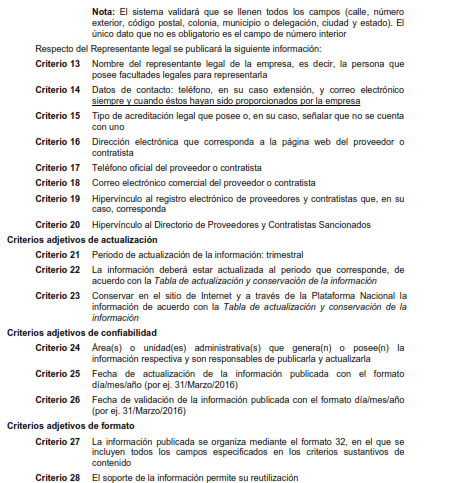 Nota: El sistema validará que se llenen todos los campos (calle, número
exterior, código postal, colonia, municipio o delegación, ciudad y estado). El
único dato que no es obligatorio es el campo de número interior
Respecto del Representante legal se publicará la siguiente información:
Criterio 13 Nombre del representante legal de la empresa, es decir, la persona que
posee facultades legales para representarla
Criterio 14 Datos de contacto: teléfono, en su caso extensión, y correo electrónico
siempre y cuando éstos hayan sido proporcionados por la empresa
Criterio 15 Tipo de acreditación legal que posee o, en su caso, señalar que no se cuenta
con uno
Criterio 16 Dirección electrónica que corresponda a la página web del proveedor o
contratista
Criterio 17 Teléfono oficial del proveedor o contratista
Criterio 18 Correo electrónico comercial del proveedor o contratista
Criterio 19 Hipervínculo al registro electrónico de proveedores y contratistas que, en su
caso, corresponda
Criterio 20 Hipervínculo al Directorio de Proveedores y Contratistas Sancionados
Criterios adjetivos de actualización
Criterio 21 Periodo de actualización de la información: trimestral
Criterio 22 La información deberá estar actualizada al periodo que corresponde, de
acuerdo con la Tabla de actualización y conservación de la información
Criterio 23 Conservar en el sitio de Internet y a través de la Plataforma Nacional la
información de acuerdo con la Tabla de actualización y conservación de la
información
Criterios adjetivos de confiabilidad
Criterio 24 Área(s) o unidad(es) administrativa(s) que genera(n) o posee(n) la
información respectiva y son responsables de publicarla y actualizarla
Criterio 25 Fecha de actualización de la información publicada con el formato
día/mes/año (por ej. 31/Marzo/2016)
Criterio 26 Fecha de validación de la información publicada con el formato día/mes/año
(por ej. 31/Marzo/2016)
Criterios adjetivos de formato
Criterio 27 La información publicada se organiza mediante el formato 32, en el que se
incluyen todos los campos especificados en los criterios sustantivos de
contenido
Criterio 28 El soporte de la información permite su reutilización